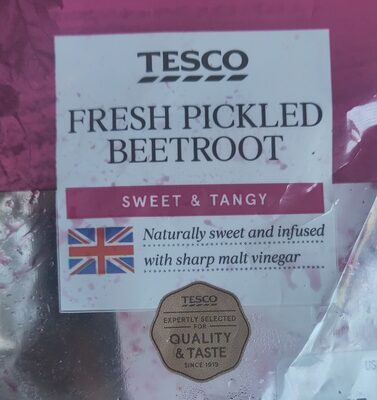 TESCO
FRESH PICKLED
BEETROOT
SWEET & TANGY
Naturally sweet and infused
with sharp malt vinegar
TESCO
EXPERTLY SELECTED
FOR
QUALITY
& TASTE
SINCE 1919
US